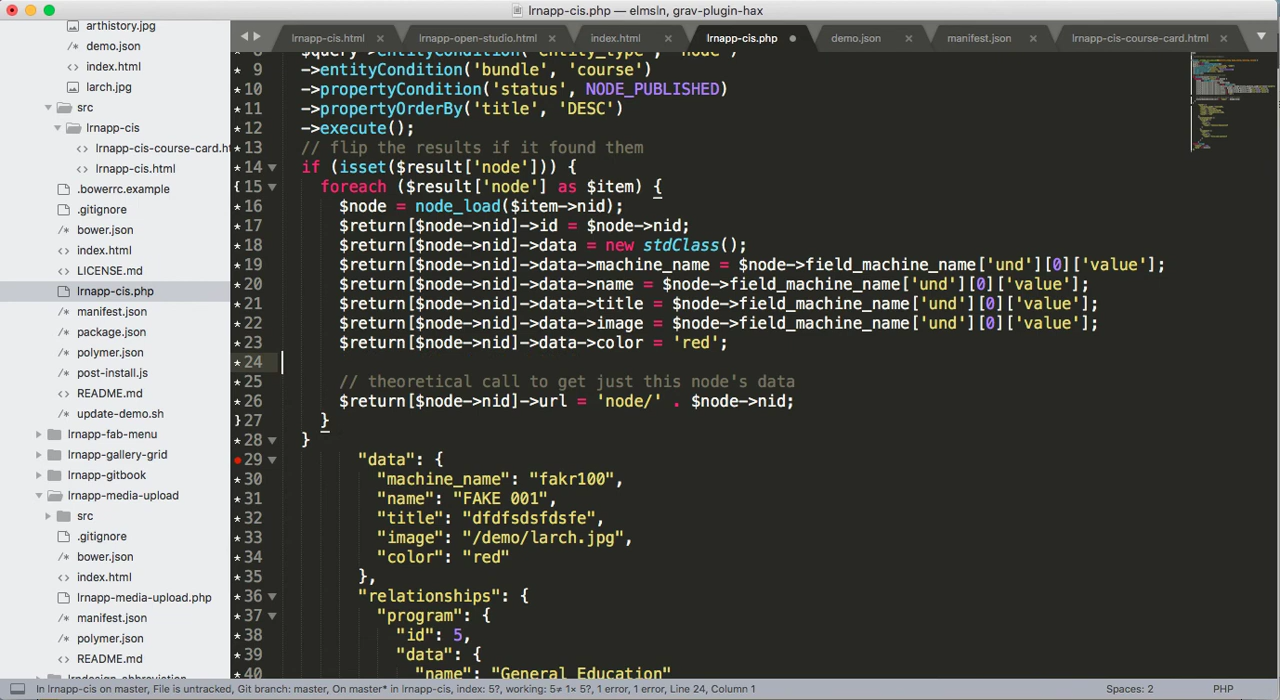 lrnapp-cis.php — elmsln, grav-plugin-hax
arthistory.jpg
demo.json
index.html
larch.jpg
src
lrnapp-cis
lrnapp-cis-course-card.ht
lrnapp-cis.html
.bowerrc.example
.gitignore
bower.json
index.html
LICENSE.md
lrnapp-cis.php
manifest.json
package.json
polymer.json
post-install.js
README.md
update-demo.sh
lrnapp-fab-menu
lrnapp-gallery-grid
lrnapp-gitbook
lrnapp-media-upload
src
.gitignore
bower.json
index.html
lrnapp-media-upload.php
manifest.json
polymer.json
README.md
lrndesign-abbreviation
lrnapp-cis.html
lrnapp-open-studio.html
index.html
lrnapp-cis.php
demo.json
manifest.json
lrnapp-cis-course-card.html
8 $query->entityCondition('entity_type', 'node')
9 ->entityCondition('bundle', 'course')
10 ->propertyCondition('status', NODE_PUBLISHED)
11 ->propertyOrderBy('title', 'DESC')
12 ->execute();
13 // flip the results if it found them
14 if (isset($result['node'])) {
15 foreach ($result['node'] as $item) {
16 $node = node_load($item->nid);
17 $return[$node->nid]->id = $node->nid;
18 $return[$node->nid]->data = new stdClass();
19 $return[$node->nid]->data->machine_name = $node->field_machine_name['und'][0]['value'];
20 $return[$node->nid]->data->name = $node->field_machine_name['und'][0]['value'];
21 $return[$node->nid]->data->title = $node->field_machine_name['und'][0]['value'];
22 $return[$node->nid]->data->image = $node->field_machine_name['und'][0]['value'];
23 $return[$node->nid]->data->color = 'red';
24
25 // theoretical call to get just this node's data
26 $return[$node->nid]->url = 'node/' . $node->nid;
27 }
28 }
29 "data": {
30 "machine_name": "fakr100",
31 "name": "FAKE 001",
32 "title": "dfdfsdsfdsfe",
33 "image": "/demo/larch.jpg",
34 "color": "red"
35 },
36 "relationships": {
37 "program": {
38 "id": 5,
39 "data": {
40 "name": "General Education"
In lrnapp-cis on master, File is untracked, Git branch: master, On master* in lrnapp-cis, index: 5?, working: 5≠ 1× 5?, 1 error, 1 error, Line 24, Column 1
Spaces: 2
PHP